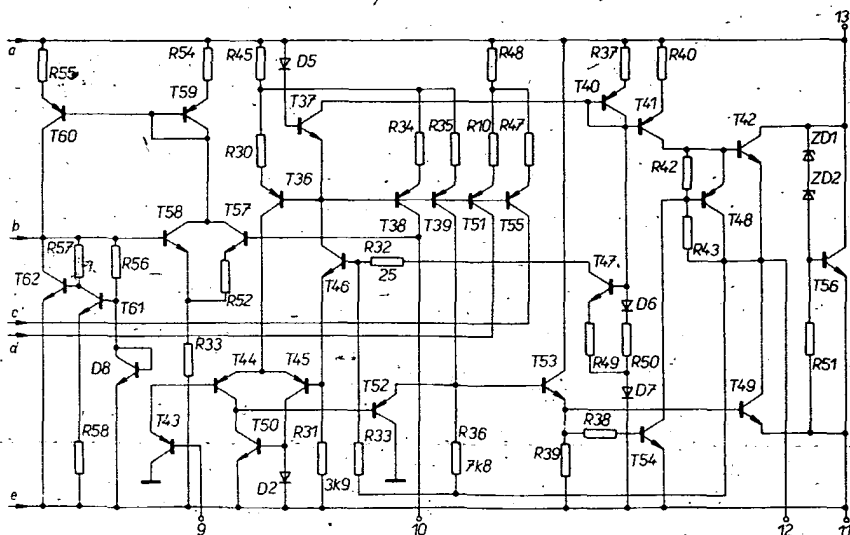 13
a
R55
R54
R45
D5
R48
R37
R40
T60
T59
T37
T40
T41
T42
ZD1
ZD2
R34
R35
R10
R47
R30
T36
R42
T38
T39
T51
T55
T48
b
R57
R56
T58
T57
R43
T62
T61
R52
T46
R32
25
T47
T56
D6
c
d
R49
R50
R51
D8
R33
T44
T45
T53
D7
T52
T49
T43
T50
R31
R33
R36
R38
R58
D2
3k9
7k8
R39
T54
e
9
10
12
11